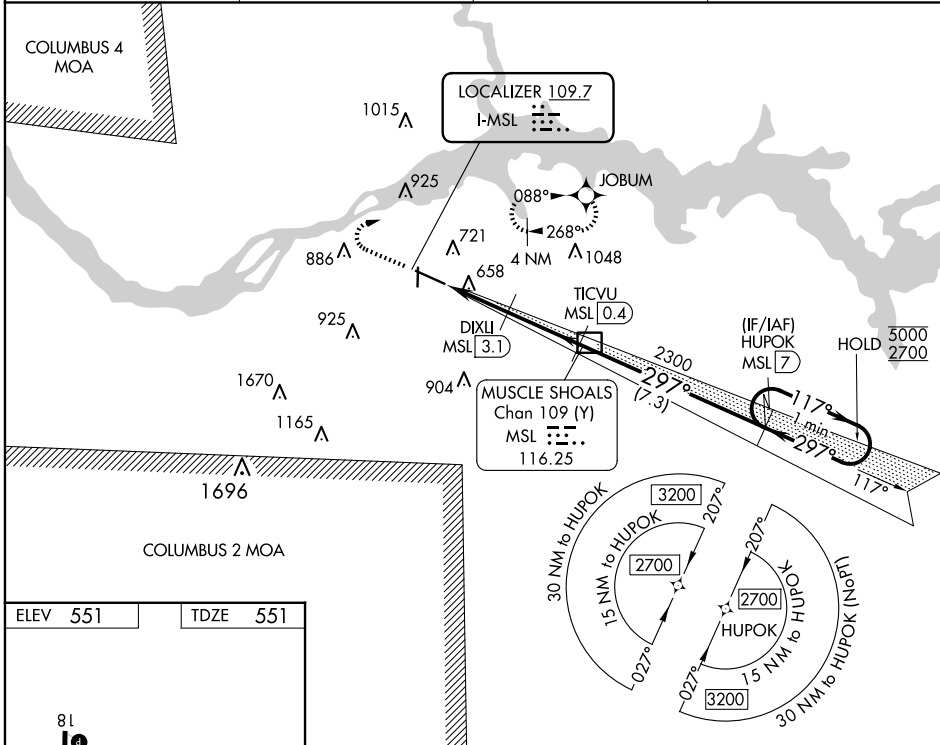 COLUMBUS 4
MOA
LOCALIZER 109.7
I-MSL
1015
925
JOBUM
088°
268°
4 NM
886
721
1048
658
TICVU
MSL 0.4
DIXLI
MSL 3.1
925
(IF/IAF)
HUPOK
MSL 7
HOLD
5000
2700
2300
297°
(7.3)
117°
1 min
297°
117°
904
1670
1165
MUSCLE SHOALS
Chan 109 (Y)
MSL
116.25
1696
COLUMBUS 2 MOA
30 NM to HUPOK
3200
207°
15 NM to HUPOK
2700
027°
207°
2700
HUPOK
15 NM to HUPOK
027°
3200
30 NM to HUPOK (NoPT)
ELEV 551
TDZE 551
18
P